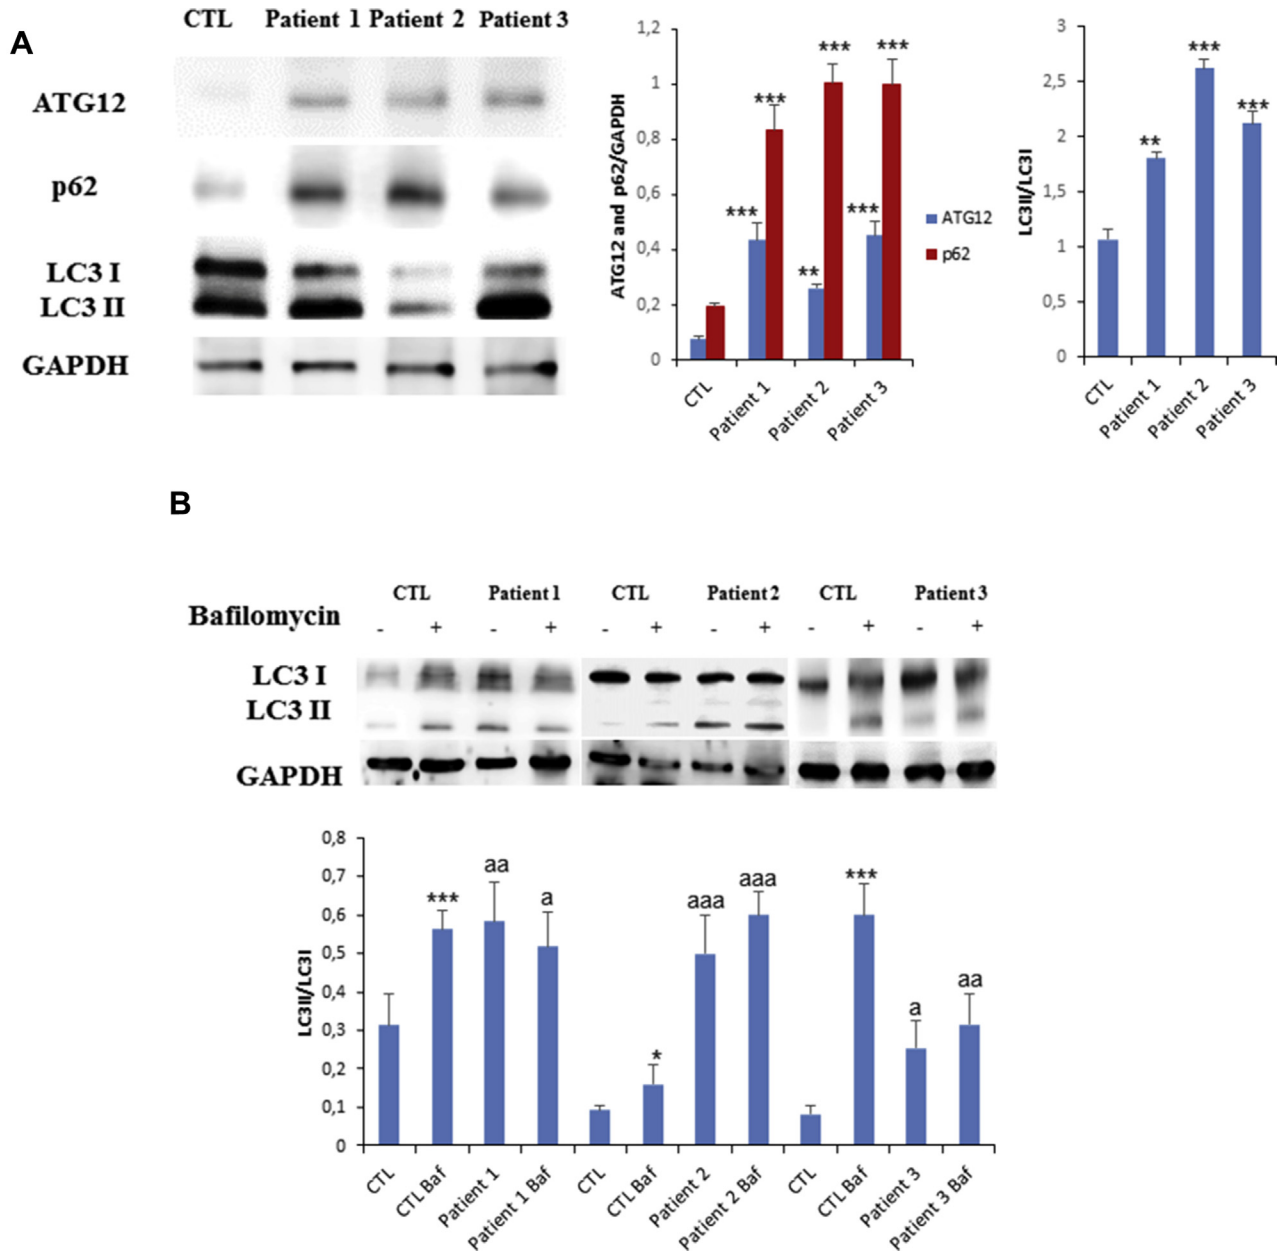 A
CTL Patient 1 Patient 2 Patient 3
ATG12
p62
LC3 I
LC3 II
GAPDH
ATG12 and p62/GAPDH
1,2
1
0,8
0,6
0,4
0,2
0
*** *** *** *** ** ***
ATG12
p62
CTL Patient 1 Patient 2 Patient 3
LC3II/LC3I
3
2,5
2
1,5
1
0,5
0
** *** ***
CTL Patient 1 Patient 2 Patient 3
B
CTL Patient 1 CTL Patient 2 CTL Patient 3
Bafilomycin - + - + - + - + - + - +
LC3 I
LC3 II
GAPDH
LC3II/LC3I
0,8
0,7
0,6
0,5
0,4
0,3
0,2
0,1
0
*** aa a * aaa aaa *** a aa
CTL CTL Baf Patient 1 Patient 1 Baf CTL CTL Baf Patient 2 Patient 2 Baf CTL CTL Baf Patient 3 Patient 3 Baf